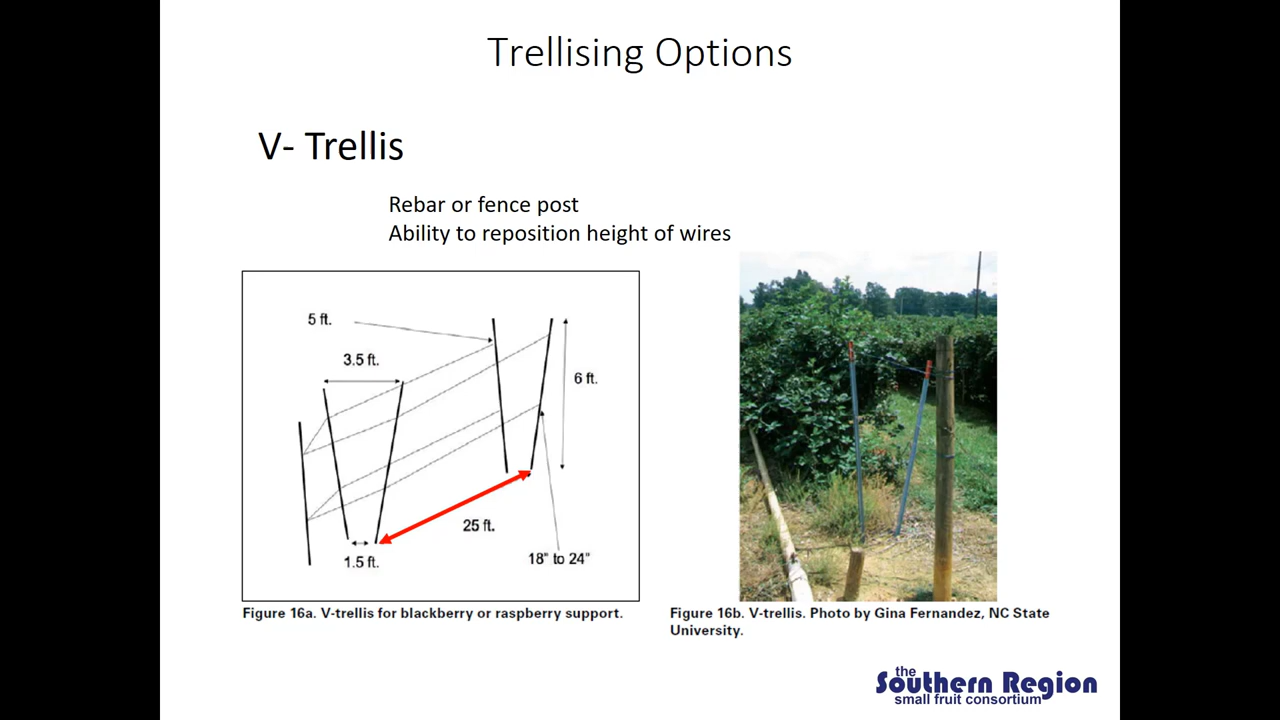 Trellising Options
V- Trellis
Rebar or fence post
Ability to reposition height of wires
5 ft.
3.5 ft.
6 ft.
25 ft.
1.5 ft.
18" to 24"
Figure 16a. V-trellis for blackberry or raspberry support.
Figure 16b. V-trellis. Photo by Gina Fernandez, NC State
University.
the
Southern Region
small fruit consortium